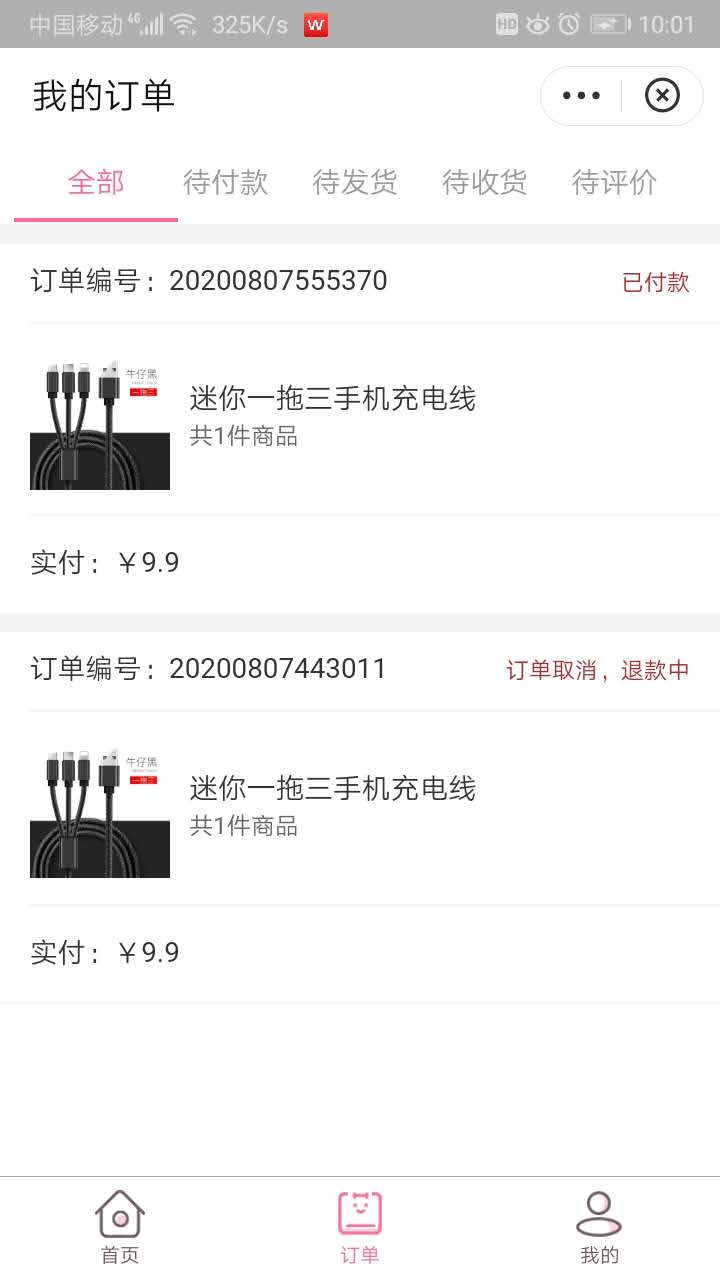 中国移动 4G 325K/s W HD 10:01
我的订单
全部 待付款 待发货 待收货 待评价
订单编号：20200807555370 已付款
牛仔黑
一拖三
迷你一拖三手机充电线
共1件商品
实付：￥9.9
订单编号：20200807443011 订单取消，退款中
牛仔黑
一拖三
迷你一拖三手机充电线
共1件商品
实付：￥9.9
首页 订单 我的